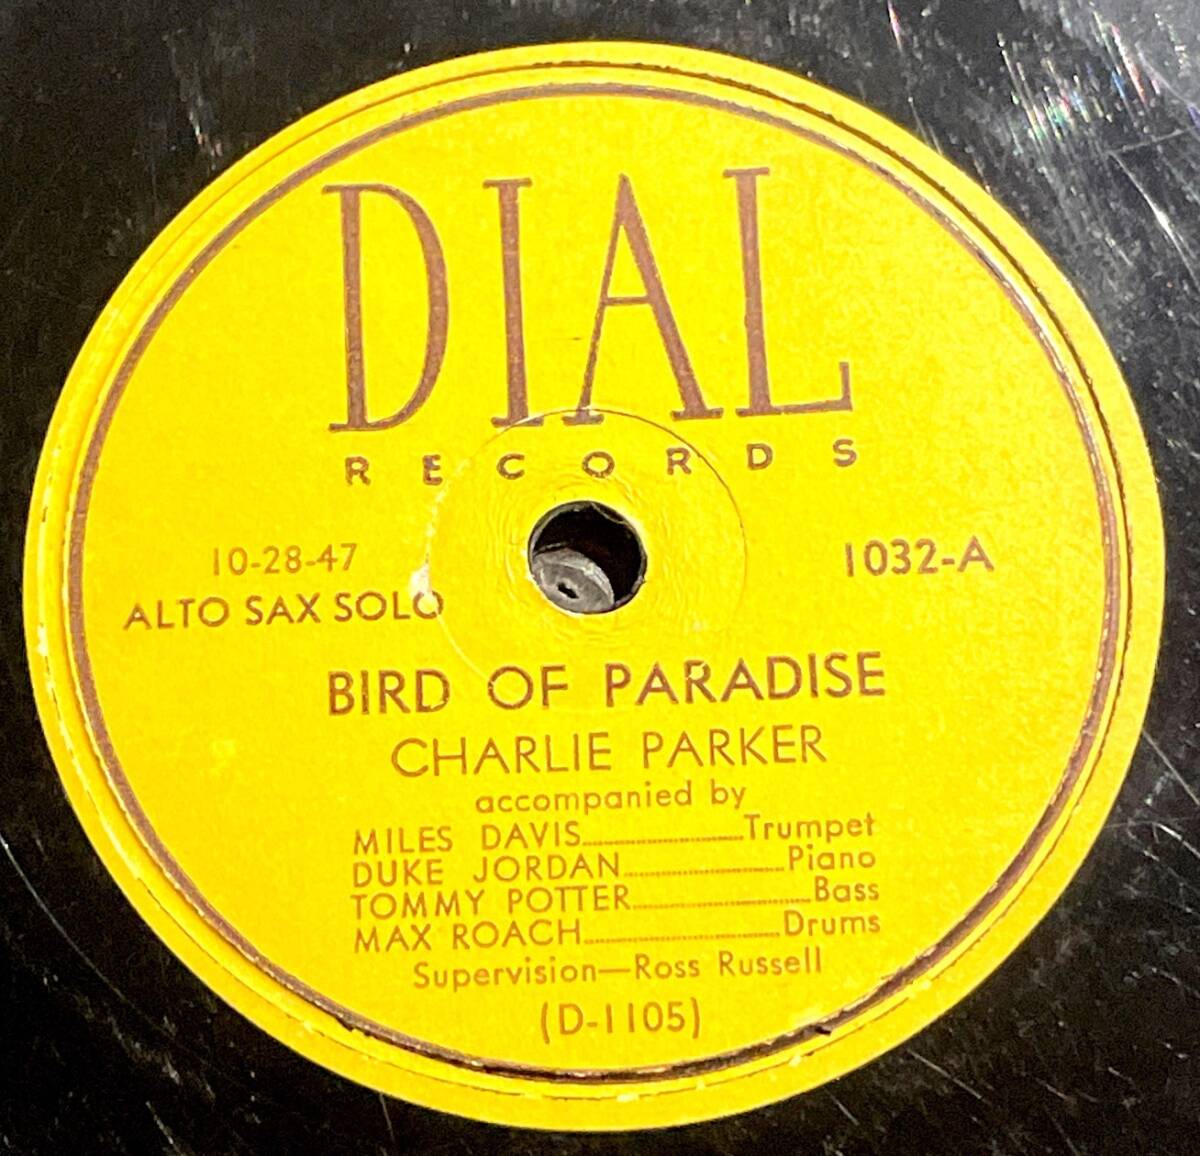 DIAL
RECORDS
10-28-47
1032-A
ALTO SAX SOLO
BIRD OF PARADISE
CHARLIE PARKER
accompanied by
MILES DAVIS....................Trumpet
DUKE JORDAN....................Piano
TOMMY POTTER....................Bass
MAX ROACH....................Drums
Supervision—Ross Russell
(D-1105)